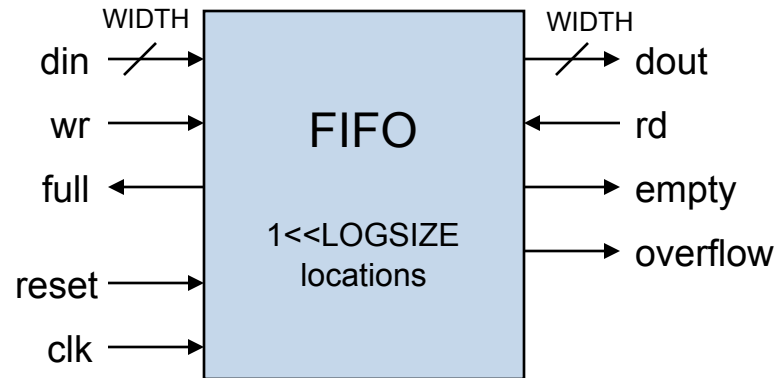 WIDTH
din
wr
full
reset
clk
FIFO
1<<LOGSIZE
locations
WIDTH
dout
rd
empty
overflow